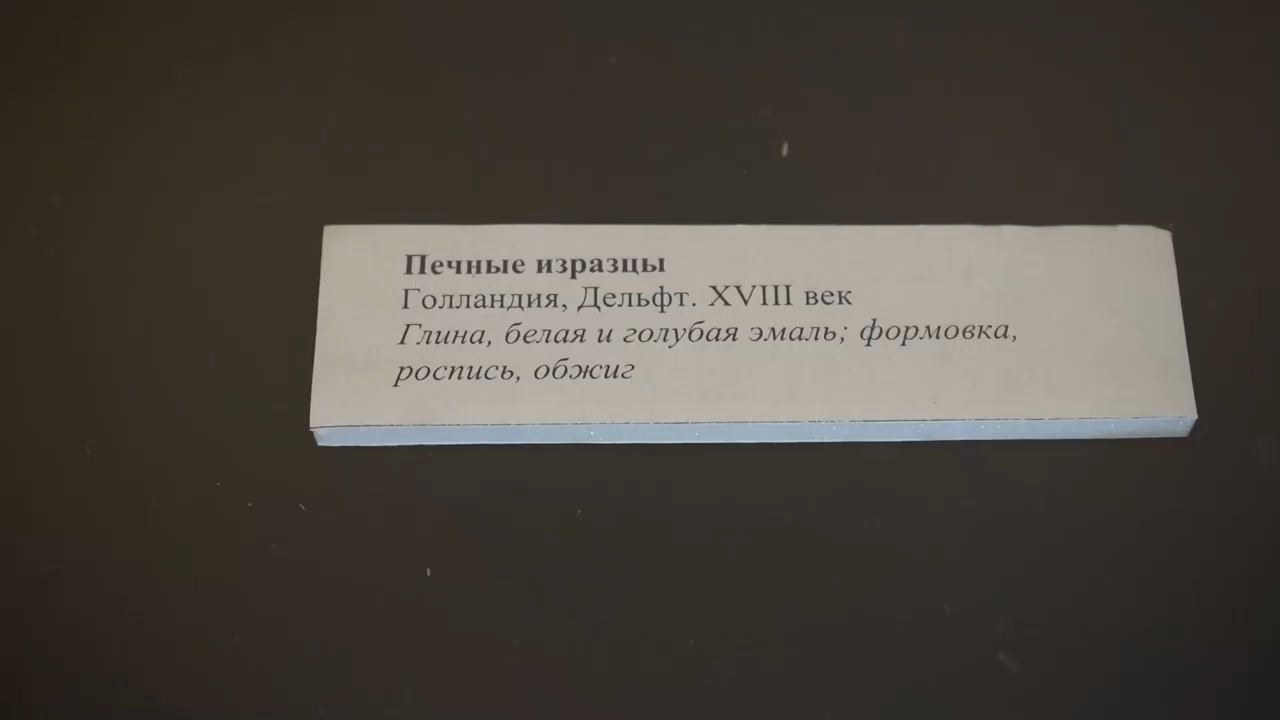 Печные изразцы
Голландия, Дельфт. XVIII век
Глина, белая и голубая эмаль; формовка,
роспись, обжиг